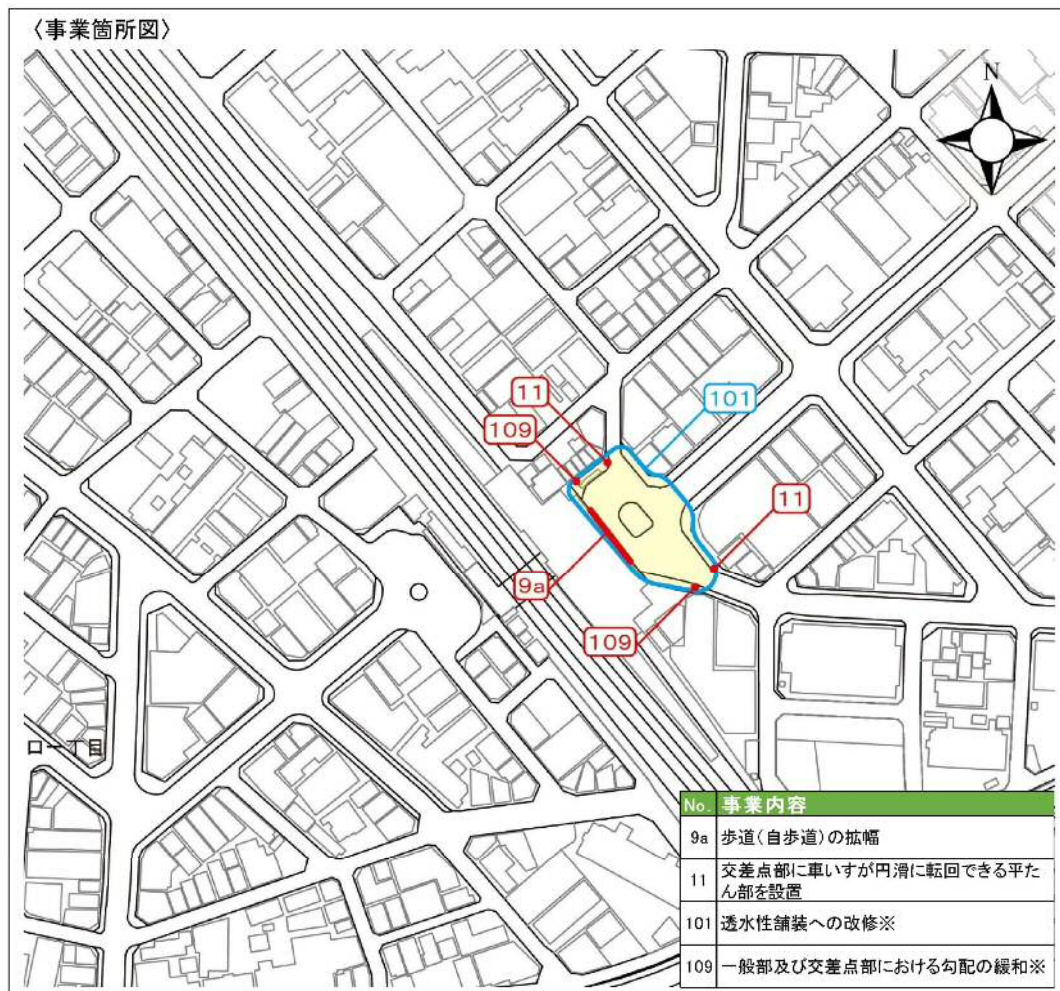 〈事業箇所図〉
N
11
101
109
11
9a
109
ロ一丁目
No. 事業内容
9a 歩道(自歩道)の拡幅
11 交差点部に車いすが円滑に転回できる平た
ん部を設置
101 透水性舗装への改修※
109 一般部及び交差点部における勾配の緩和※